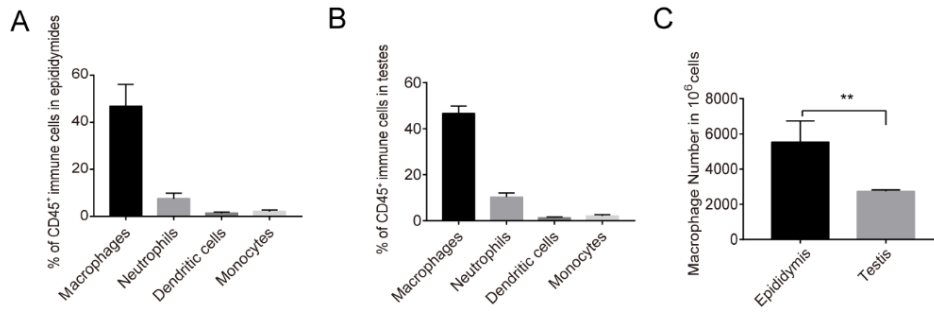 A
% of CD45⁺ immune cells in epididymides
60
40
20
0
Macrophages
Neutrophils
Dendritic cells
Monocytes
B
% of CD45⁺ immune cells in testes
60
40
20
0
Macrophages
Neutrophils
Dendritic cells
Monocytes
C
Macrophage Number in 10⁶ cells
8000
6000
4000
2000
0
**
Epididymis
Testis